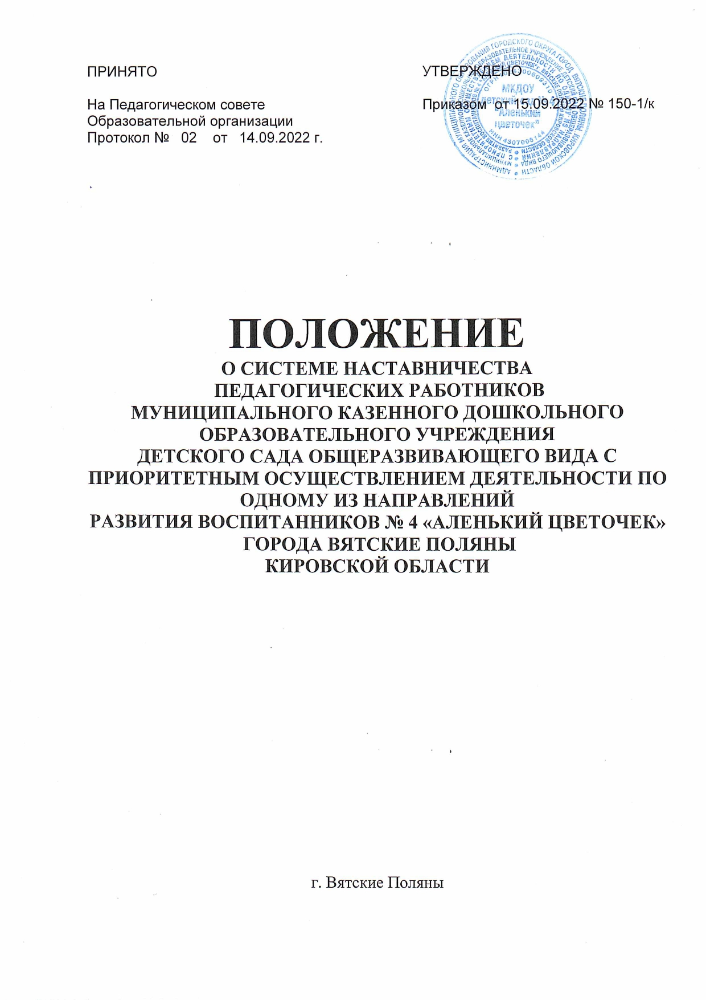 ПРИНЯТО
На Педагогическом совете
Образовательной организации
Протокол № 02 от 14.09.2022 г.
УТВЕРЖДЕНО
Приказом от 15.09.2022 № 150-1/к
МКДОУ
детский сад № 4
"Аленький
цветочек"
ПОЛОЖЕНИЕ
О СИСТЕМЕ НАСТАВНИЧЕСТВА
ПЕДАГОГИЧЕСКИХ РАБОТНИКОВ
МУНИЦИПАЛЬНОГО КАЗЕННОГО ДОШКОЛЬНОГО
ОБРАЗОВАТЕЛЬНОГО УЧРЕЖДЕНИЯ
ДЕТСКОГО САДА ОБЩЕРАЗВИВАЮЩЕГО ВИДА С
ПРИОРИТЕТНЫМ ОСУЩЕСТВЛЕНИЕМ ДЕЯТЕЛЬНОСТИ ПО
ОДНОМУ ИЗ НАПРАВЛЕНИЙ
РАЗВИТИЯ ВОСПИТАННИКОВ № 4 «АЛЕНЬКИЙ ЦВЕТОЧЕК»
ГОРОДА ВЯТСКИЕ ПОЛЯНЫ
КИРОВСКОЙ ОБЛАСТИ
г. Вятские Поляны